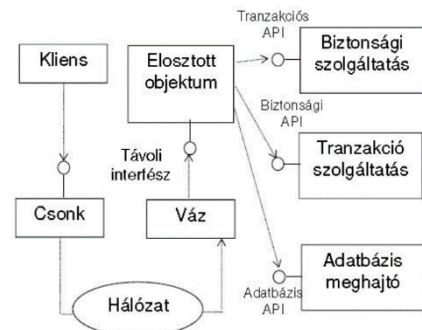 Tranzakciós
API
Biztonsági
szolgáltatás
Kliens
Elosztott
objektum
Biztonsági
API
Távoli
interfész
Tranzakció
szolgáltatás
Csonk
Váz
Hálózat
Adatbázis
API
Adatbázis
meghajtó